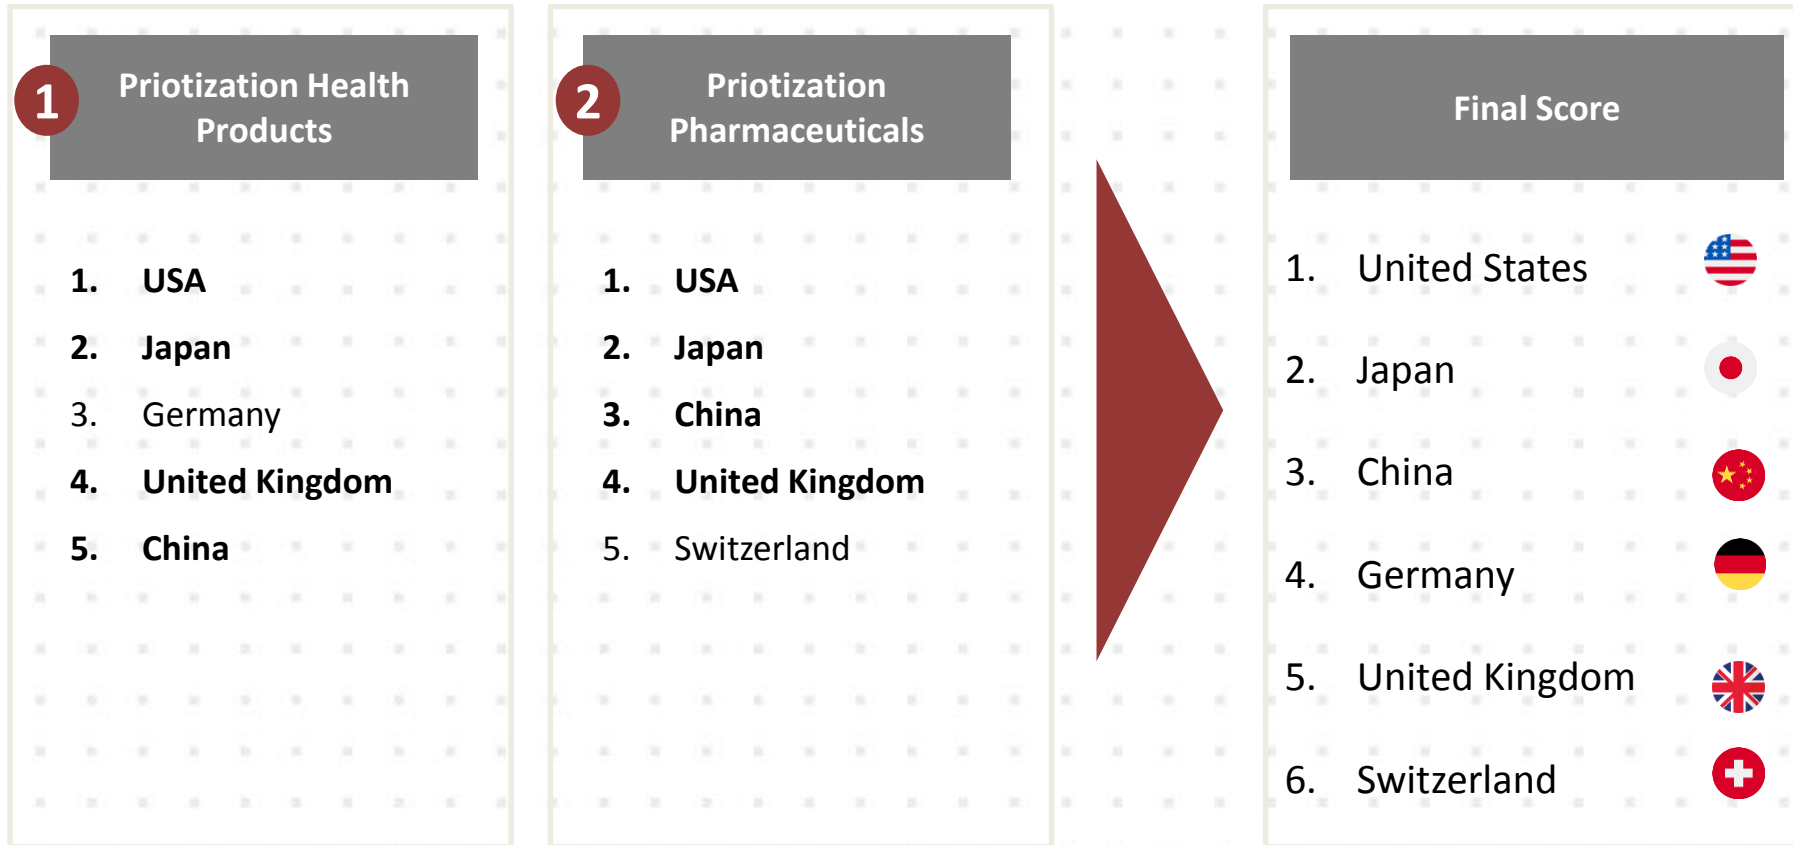 1
Priotization Health
Products
1. USA
2. Japan
3. Germany
4. United Kingdom
5. China
2
Priotization
Pharmaceuticals
1. USA
2. Japan
3. China
4. United Kingdom
5. Switzerland
Final Score
1. United States
2. Japan
3. China
4. Germany
5. United Kingdom
6. Switzerland